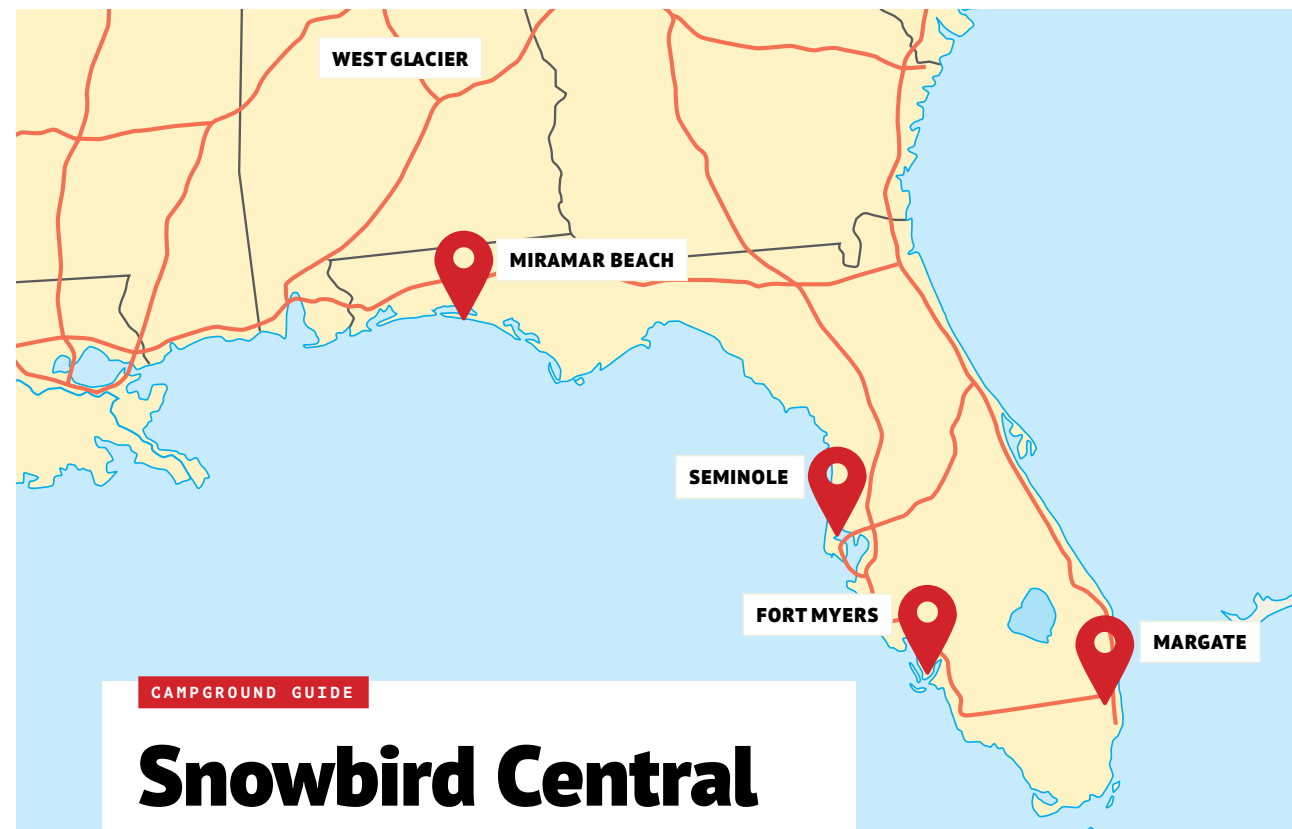 WEST GLACIER
MIRAMAR BEACH
SEMINOLE
FORT MYERS
MARGATE
CAMPGROUND GUIDE
Snowbird Central